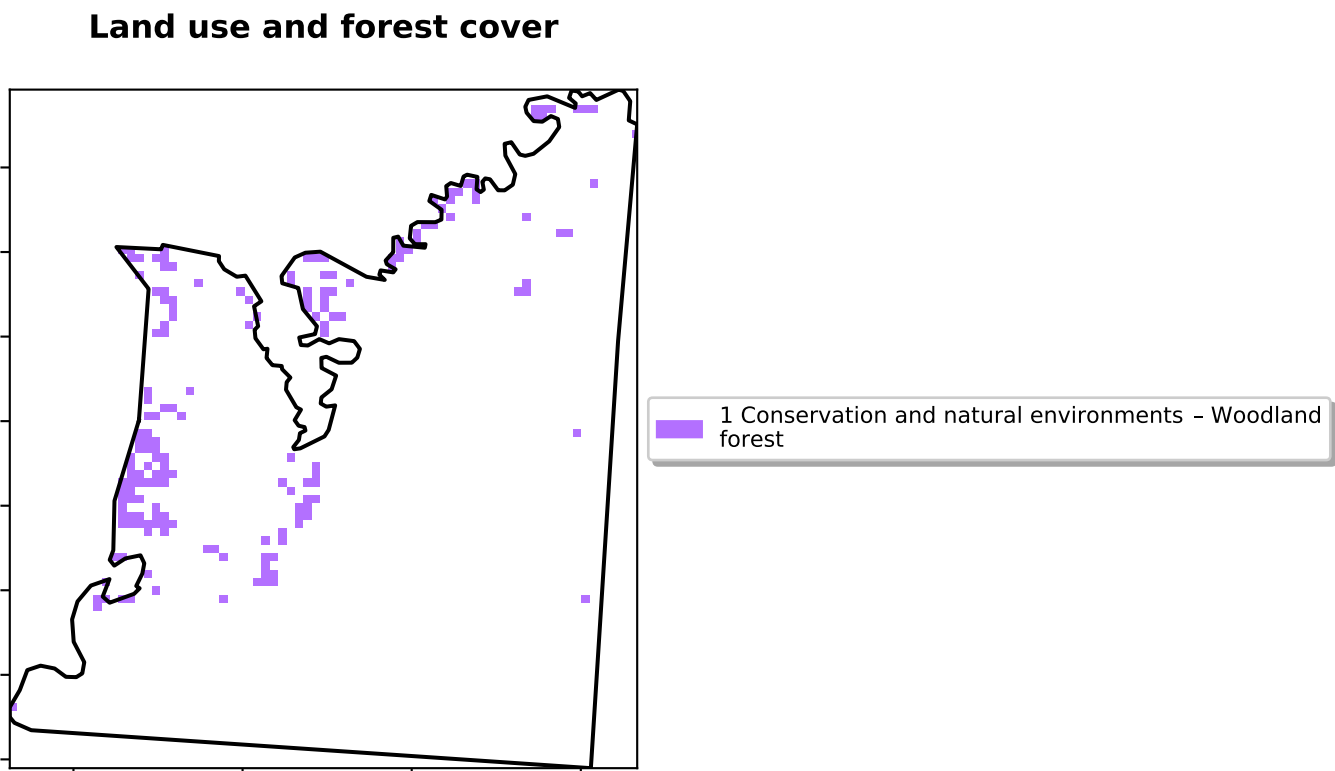 Land use and forest cover
1 Conservation and natural environments – Woodland
forest